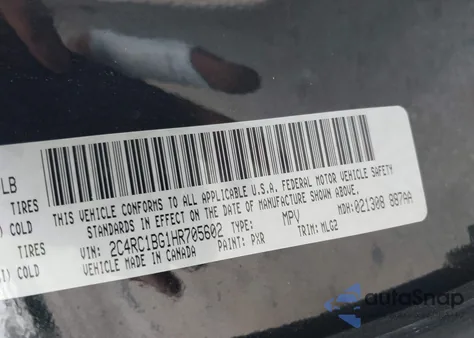 LB
TIRES
) COLD
TIRES
) COLD
THIS VEHICLE CONFORMS TO ALL APPLICABLE U.S.A. FEDERAL MOTOR VEHICLE SAFETY
STANDARDS IN EFFECT ON THE DATE OF MANUFACTURE SHOWN ABOVE.
VIN: 2C4RC1BG1HR705602 TYPE: MPV MDH: 021308 887AA
VEHICLE MADE IN CANADA PAINT: PXR TRIM: MLG2
autoSnap